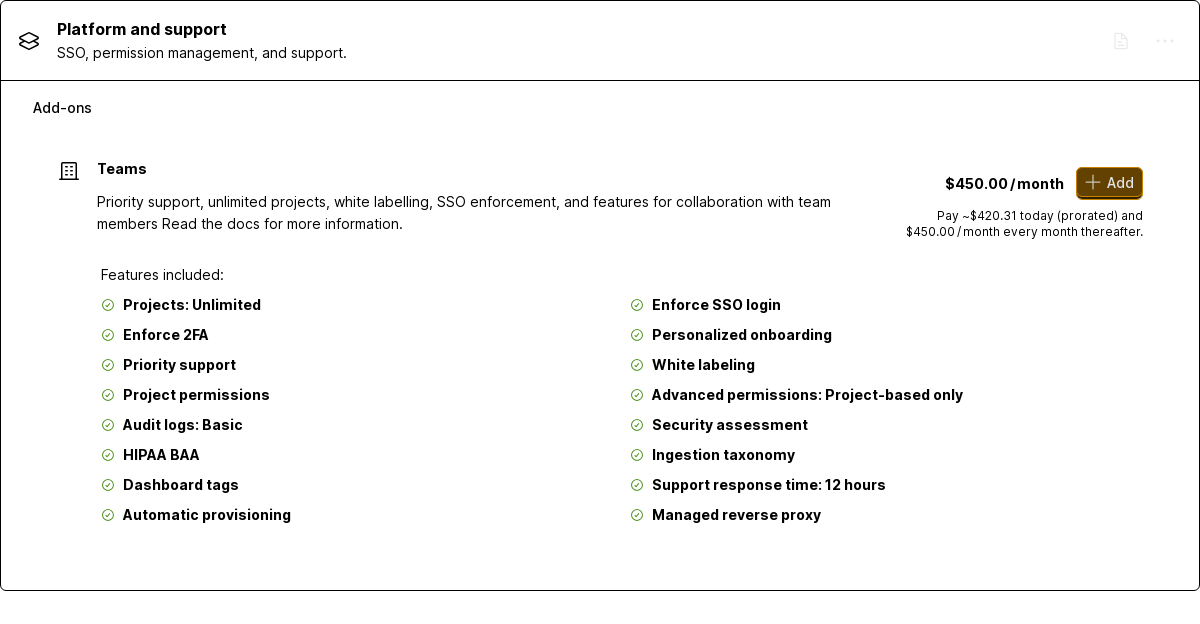 Platform and support
SSO, permission management, and support.
Add-ons
Teams
Priority support, unlimited projects, white labelling, SSO enforcement, and features for collaboration with team
members Read the docs for more information.
$450.00/month
Add
Pay ~$420.31 today (prorated) and
$450.00/month every month thereafter.
Features included:
Projects: Unlimited
Enforce SSO login
Enforce 2FA
Personalized onboarding
Priority support
White labeling
Project permissions
Advanced permissions: Project-based only
Audit logs: Basic
Security assessment
HIPAA BAA
Ingestion taxonomy
Dashboard tags
Support response time: 12 hours
Automatic provisioning
Managed reverse proxy